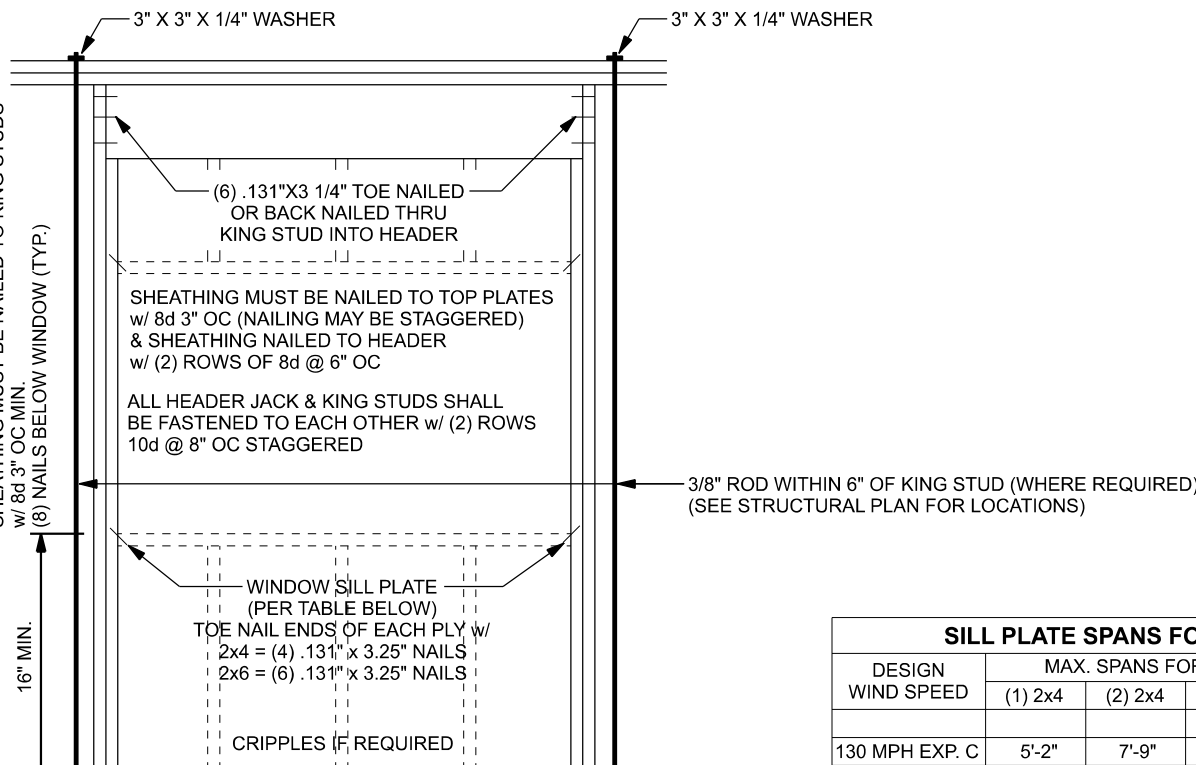 3" X 3" X 1/4" WASHER
3" X 3" X 1/4" WASHER
(6) .131"X3 1/4" TOE NAILED
OR BACK NAILED THRU
KING STUD INTO HEADER
SHEATHING MUST BE NAILED TO TOP PLATES
w/ 8d 3" OC (NAILING MAY BE STAGGERED)
& SHEATHING NAILED TO HEADER
w/ (2) ROWS OF 8d @ 6" OC
ALL HEADER JACK & KING STUDS SHALL
BE FASTENED TO EACH OTHER w/ (2) ROWS
10d @ 8" OC STAGGERED
SHEATHING MUST BE NAILED TO KING STUDS
w/ 8d 3" OC MIN.
(8) NAILS BELOW WINDOW (TYP.)
3/8" ROD WITHIN 6" OF KING STUD (WHERE REQUIRED)
(SEE STRUCTURAL PLAN FOR LOCATIONS)
WINDOW SILL PLATE
(PER TABLE BELOW)
TOE NAIL ENDS OF EACH PLY w/
2x4 = (4) .131" x 3.25" NAILS
2x6 = (6) .131" x 3.25" NAILS
16" MIN.
CRIPPLES IF REQUIRED
SILL PLATE SPANS FO
DESIGN
WIND SPEED
MAX. SPANS FOR
(1) 2x4
(2) 2x4
130 MPH EXP. C
5'-2"
7'-9"